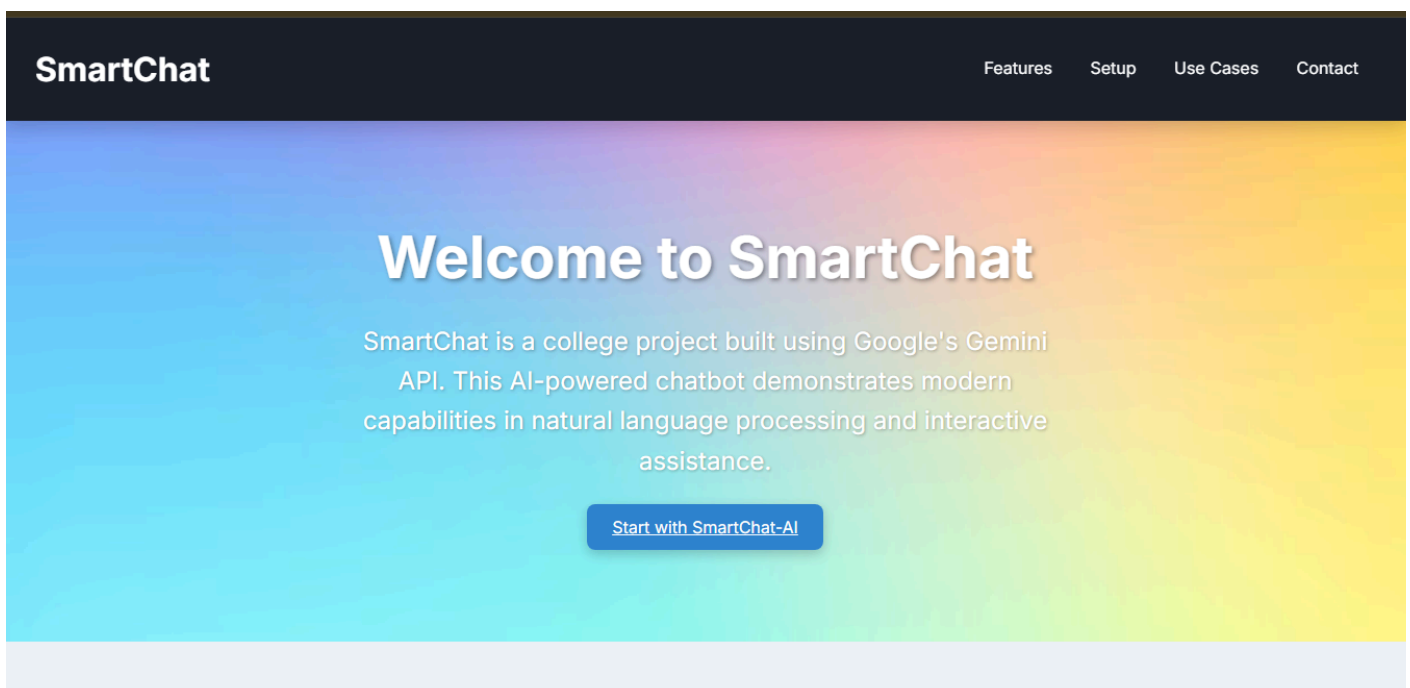 SmartChat
Features Setup Use Cases Contact
Welcome to SmartChat
SmartChat is a college project built using Google's Gemini
API. This AI-powered chatbot demonstrates modern
capabilities in natural language processing and interactive
assistance.
Start with SmartChat-AI